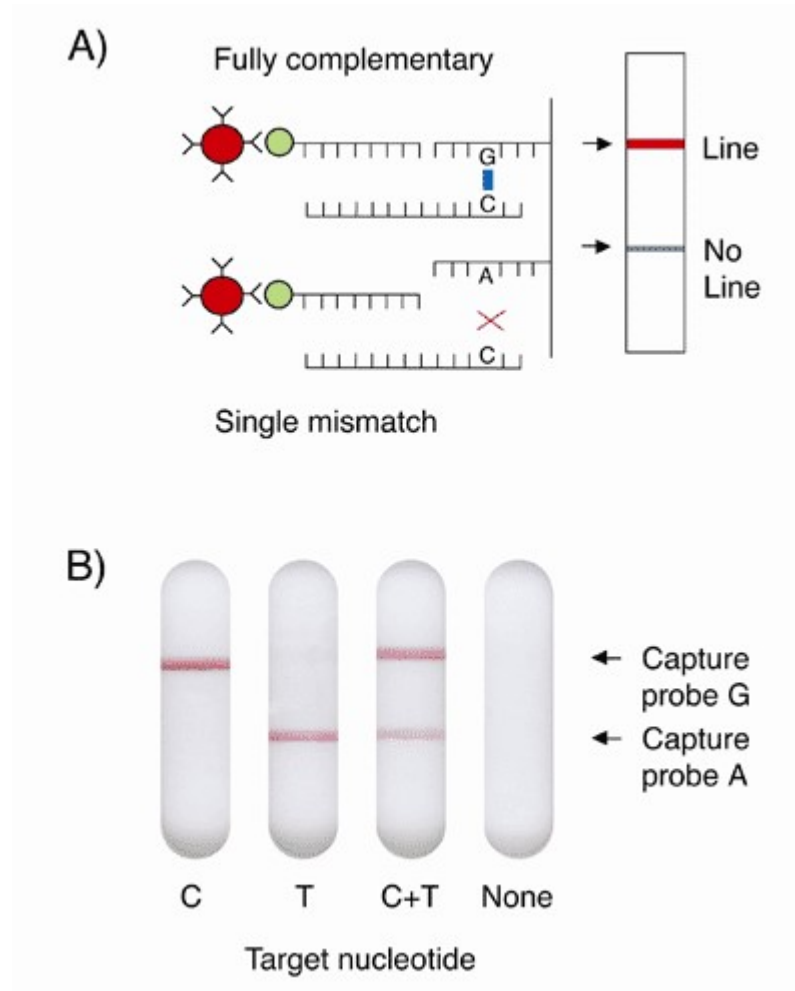 A)
Fully complementary
G
C
Line
A
C
No
Line
Single mismatch
B)
Capture
probe G
Capture
probe A
C T C+T None
Target nucleotide